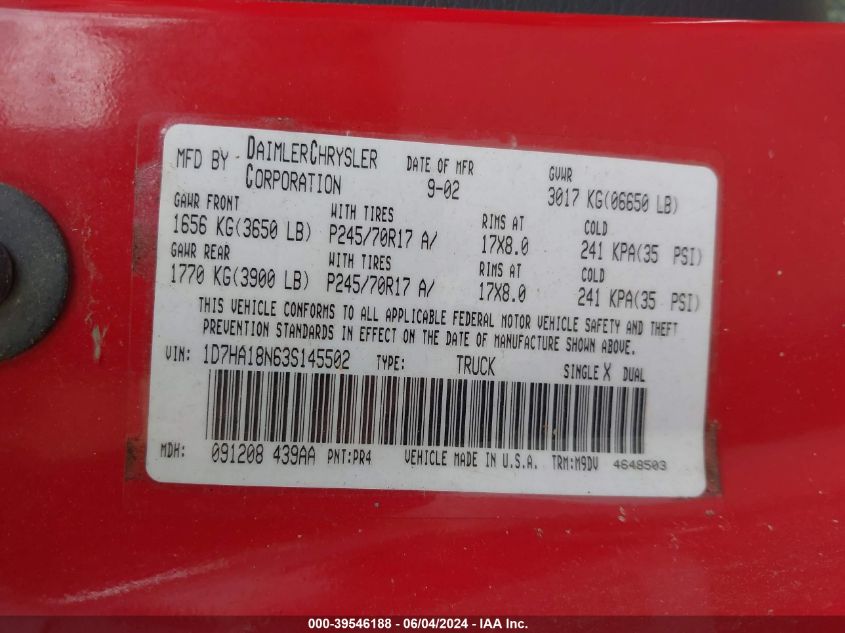 MFD BY DAIMLERCHRYSLER CORPORATION DATE OF MFR 9-02 GVWR 3017 KG(06650 LB)
GAWR FRONT WITH TIRES RIMS AT COLD
1656 KG(3650 LB) P245/70R17 A/ 17X8.0 241 KPA(35 PSI)
GAWR REAR WITH TIRES RIMS AT COLD
1770 KG(3900 LB) P245/70R17 A/ 17X8.0 241 KPA(35 PSI)
THIS VEHICLE CONFORMS TO ALL APPLICABLE FEDERAL MOTOR VEHICLE SAFETY AND THEFT
PREVENTION STANDARDS IN EFFECT ON THE DATE OF MANUFACTURE SHOWN ABOVE.
VIN: 1D7HA18N63S145502 TYPE: TRUCK SINGLE X DUAL
MDH: 091208 439AA PNT:PR4 VEHICLE MADE IN U.S.A. TRM:M9DV 4648503
000-39546188 - 06/04/2024 - IAA Inc.